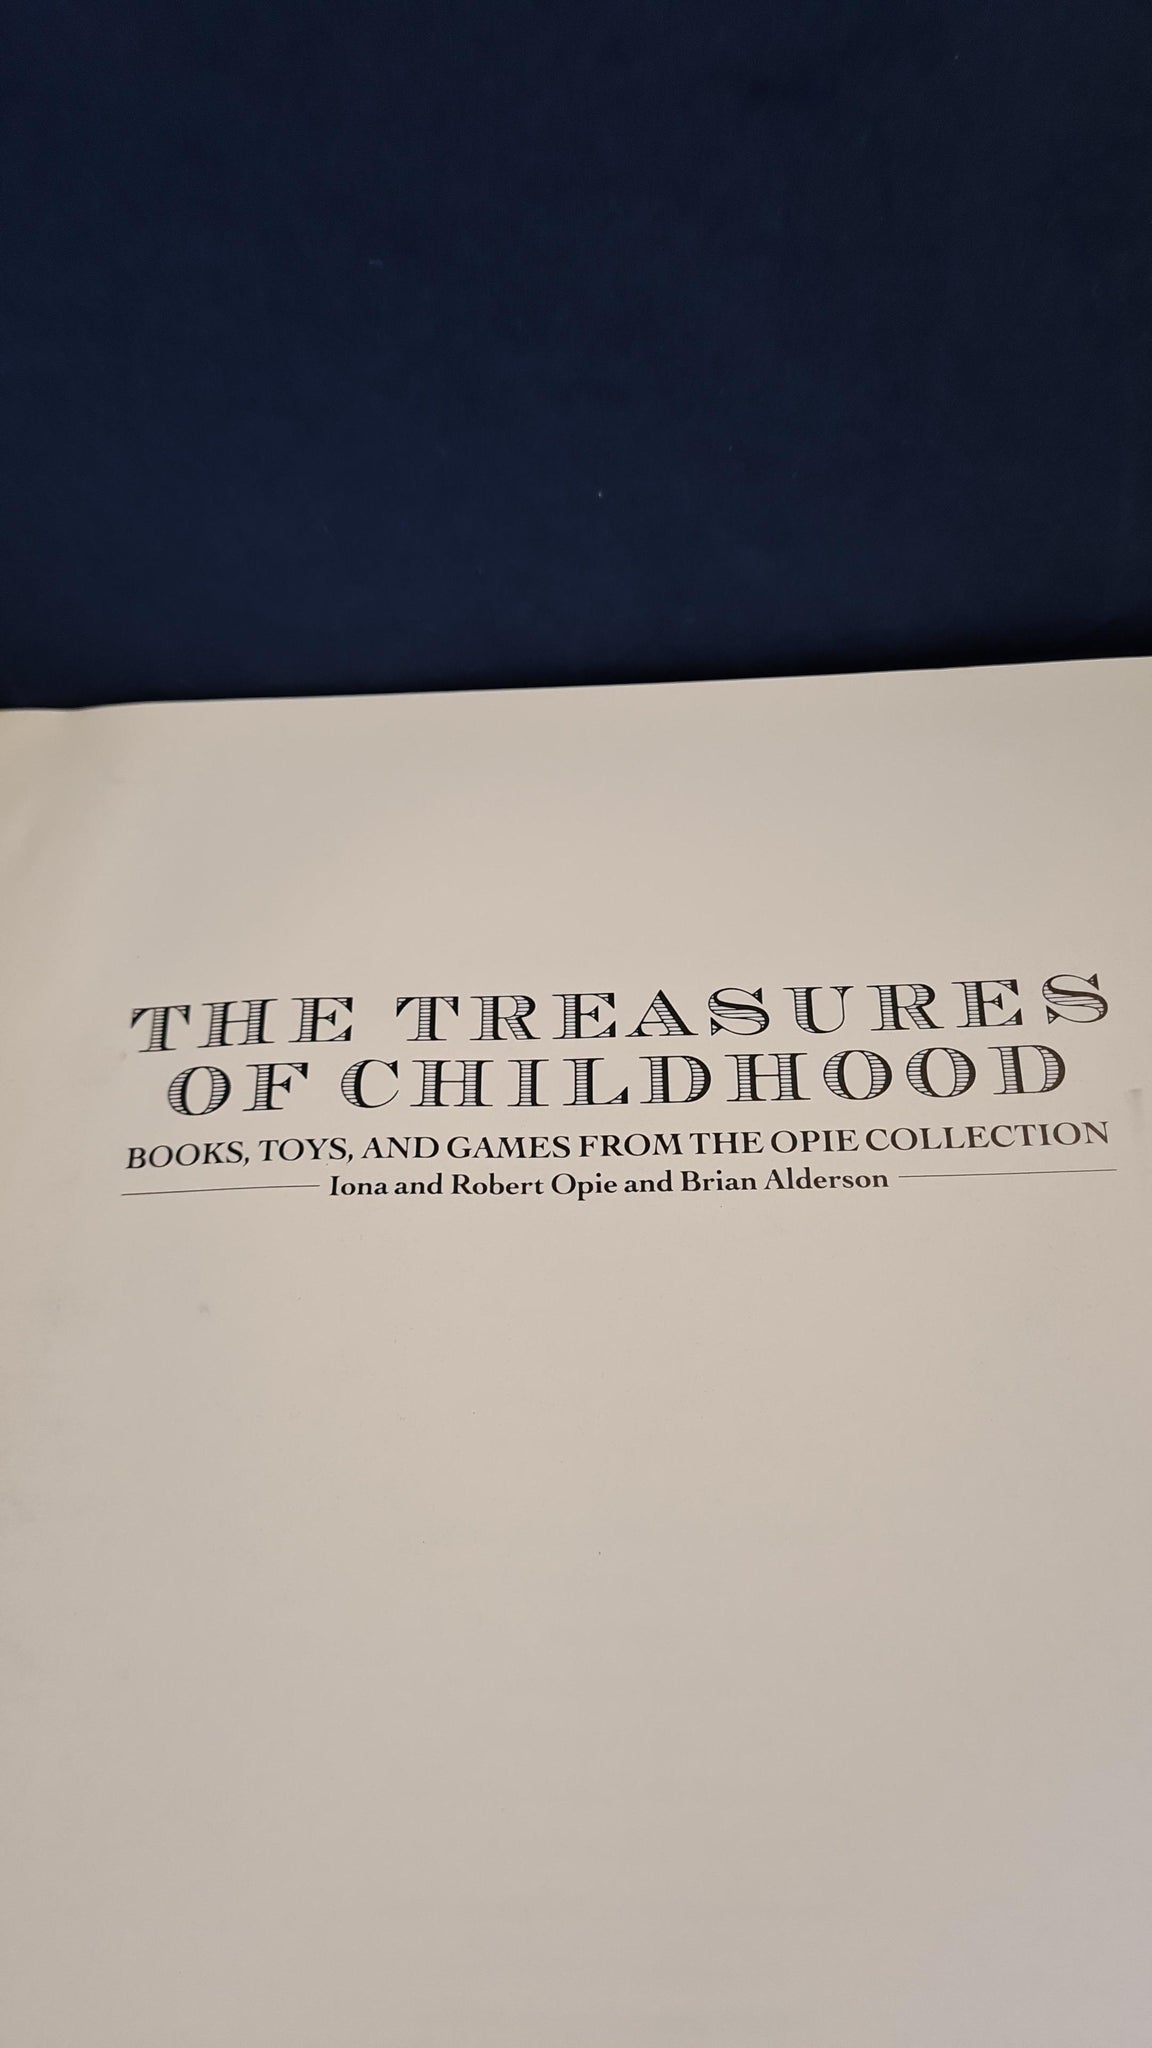 THE TREASURES
OF CHILDHOOD
BOOKS, TOYS, AND GAMES FROM THE OPIE COLLECTION
Iona and Robert Opie and Brian Alderson